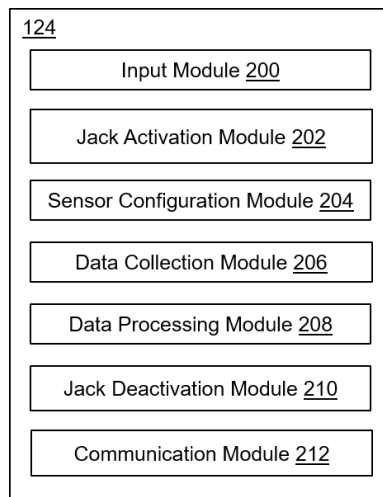 124
Input Module 200
Jack Activation Module 202
Sensor Configuration Module 204
Data Collection Module 206
Data Processing Module 208
Jack Deactivation Module 210
Communication Module 212